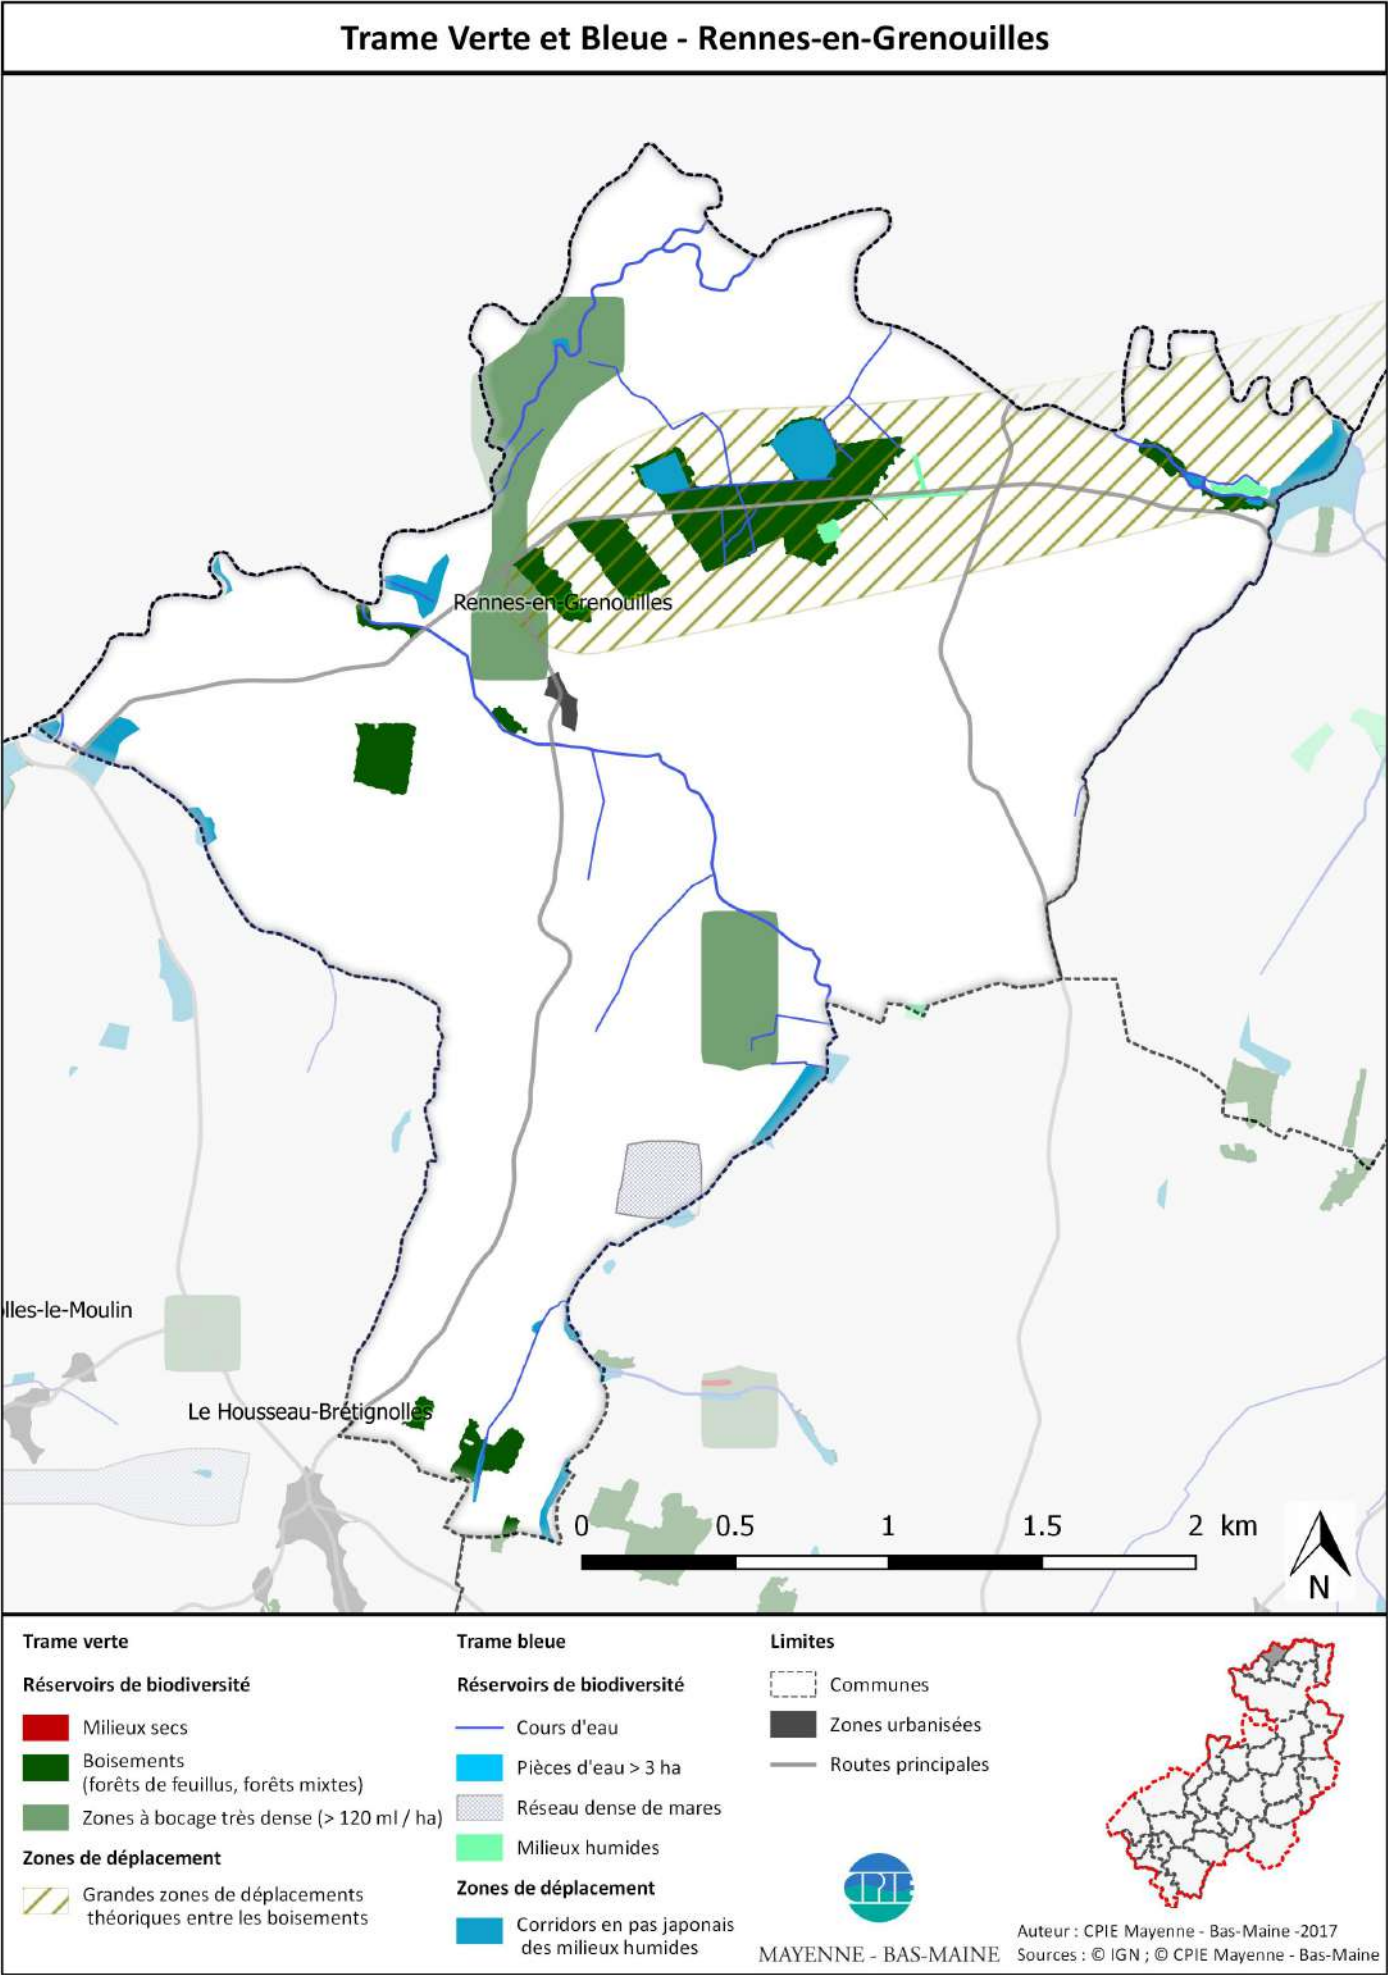 Trame Verte et Bleue - Rennes-en-Grenouilles
Rennes-en-Grenouilles
lles-le-Moulin
Le Housseau-Brétignolles
0 0.5 1 1.5 2 km
N
Trame verte
Réservoirs de biodiversité
Milieux secs
Boisements
(forêts de feuillus, forêts mixtes)
Zones à bocage très dense (> 120 ml / ha)
Zones de déplacement
Grandes zones de déplacements
théoriques entre les boisements
Trame bleue
Réservoirs de biodiversité
Cours d'eau
Pièces d'eau > 3 ha
Réseau dense de mares
Milieux humides
Zones de déplacement
Corridors en pas japonais
des milieux humides
Limites
Communes
Zones urbanisées
Routes principales
CPIE
MAYENNE - BAS-MAINE
Auteur : CPIE Mayenne - Bas-Maine -2017
Sources : © IGN ; © CPIE Mayenne - Bas-Maine